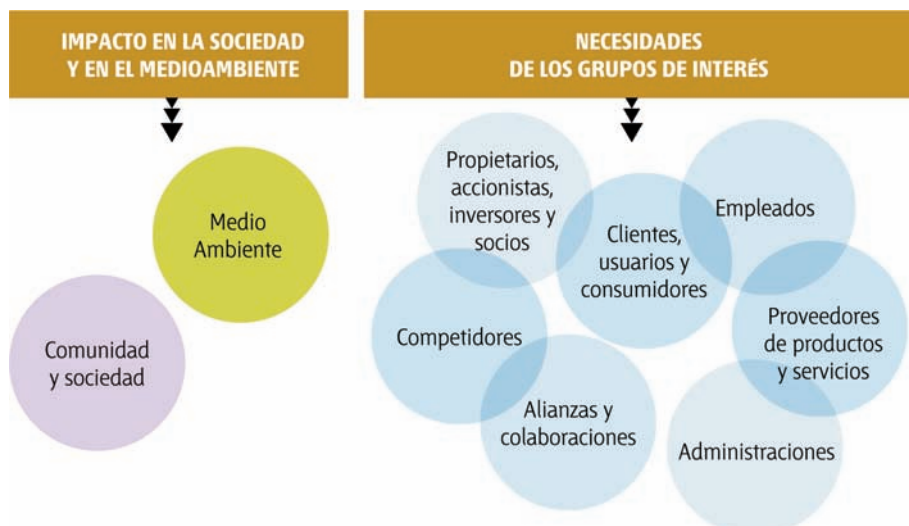 IMPACTO EN LA SOCIEDAD
Y EN EL MEDIOAMBIENTE
NECESIDADES
DE LOS GRUPOS DE INTERÉS
Medio
Ambiente
Comunidad
y sociedad
Propietarios,
accionistas,
inversores y
socios
Clientes,
usuarios y
consumidores
Empleados
Competidores
Proveedores
de productos
y servicios
Alianzas y
colaboraciones
Administraciones